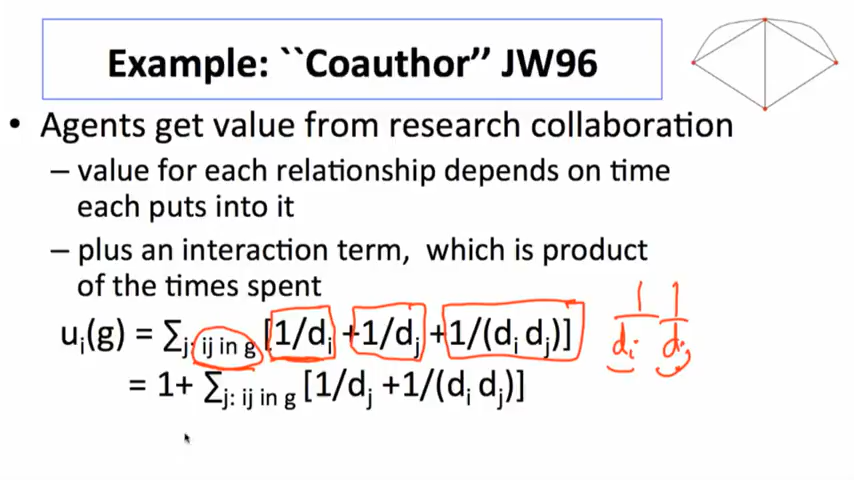 Example: ``Coauthor’’ JW96
• Agents get value from research collaboration
– value for each relationship depends on time
each puts into it
– plus an interaction term, which is product
of the times spent
uᵢ(g) = ∑ⱼ: ij in g [1/dᵢ +1/dⱼ +1/(dᵢ dⱼ)]
1/dᵢ 1/dⱼ
= 1+ ∑ⱼ: ij in g [1/dⱼ +1/(dᵢ dⱼ)]